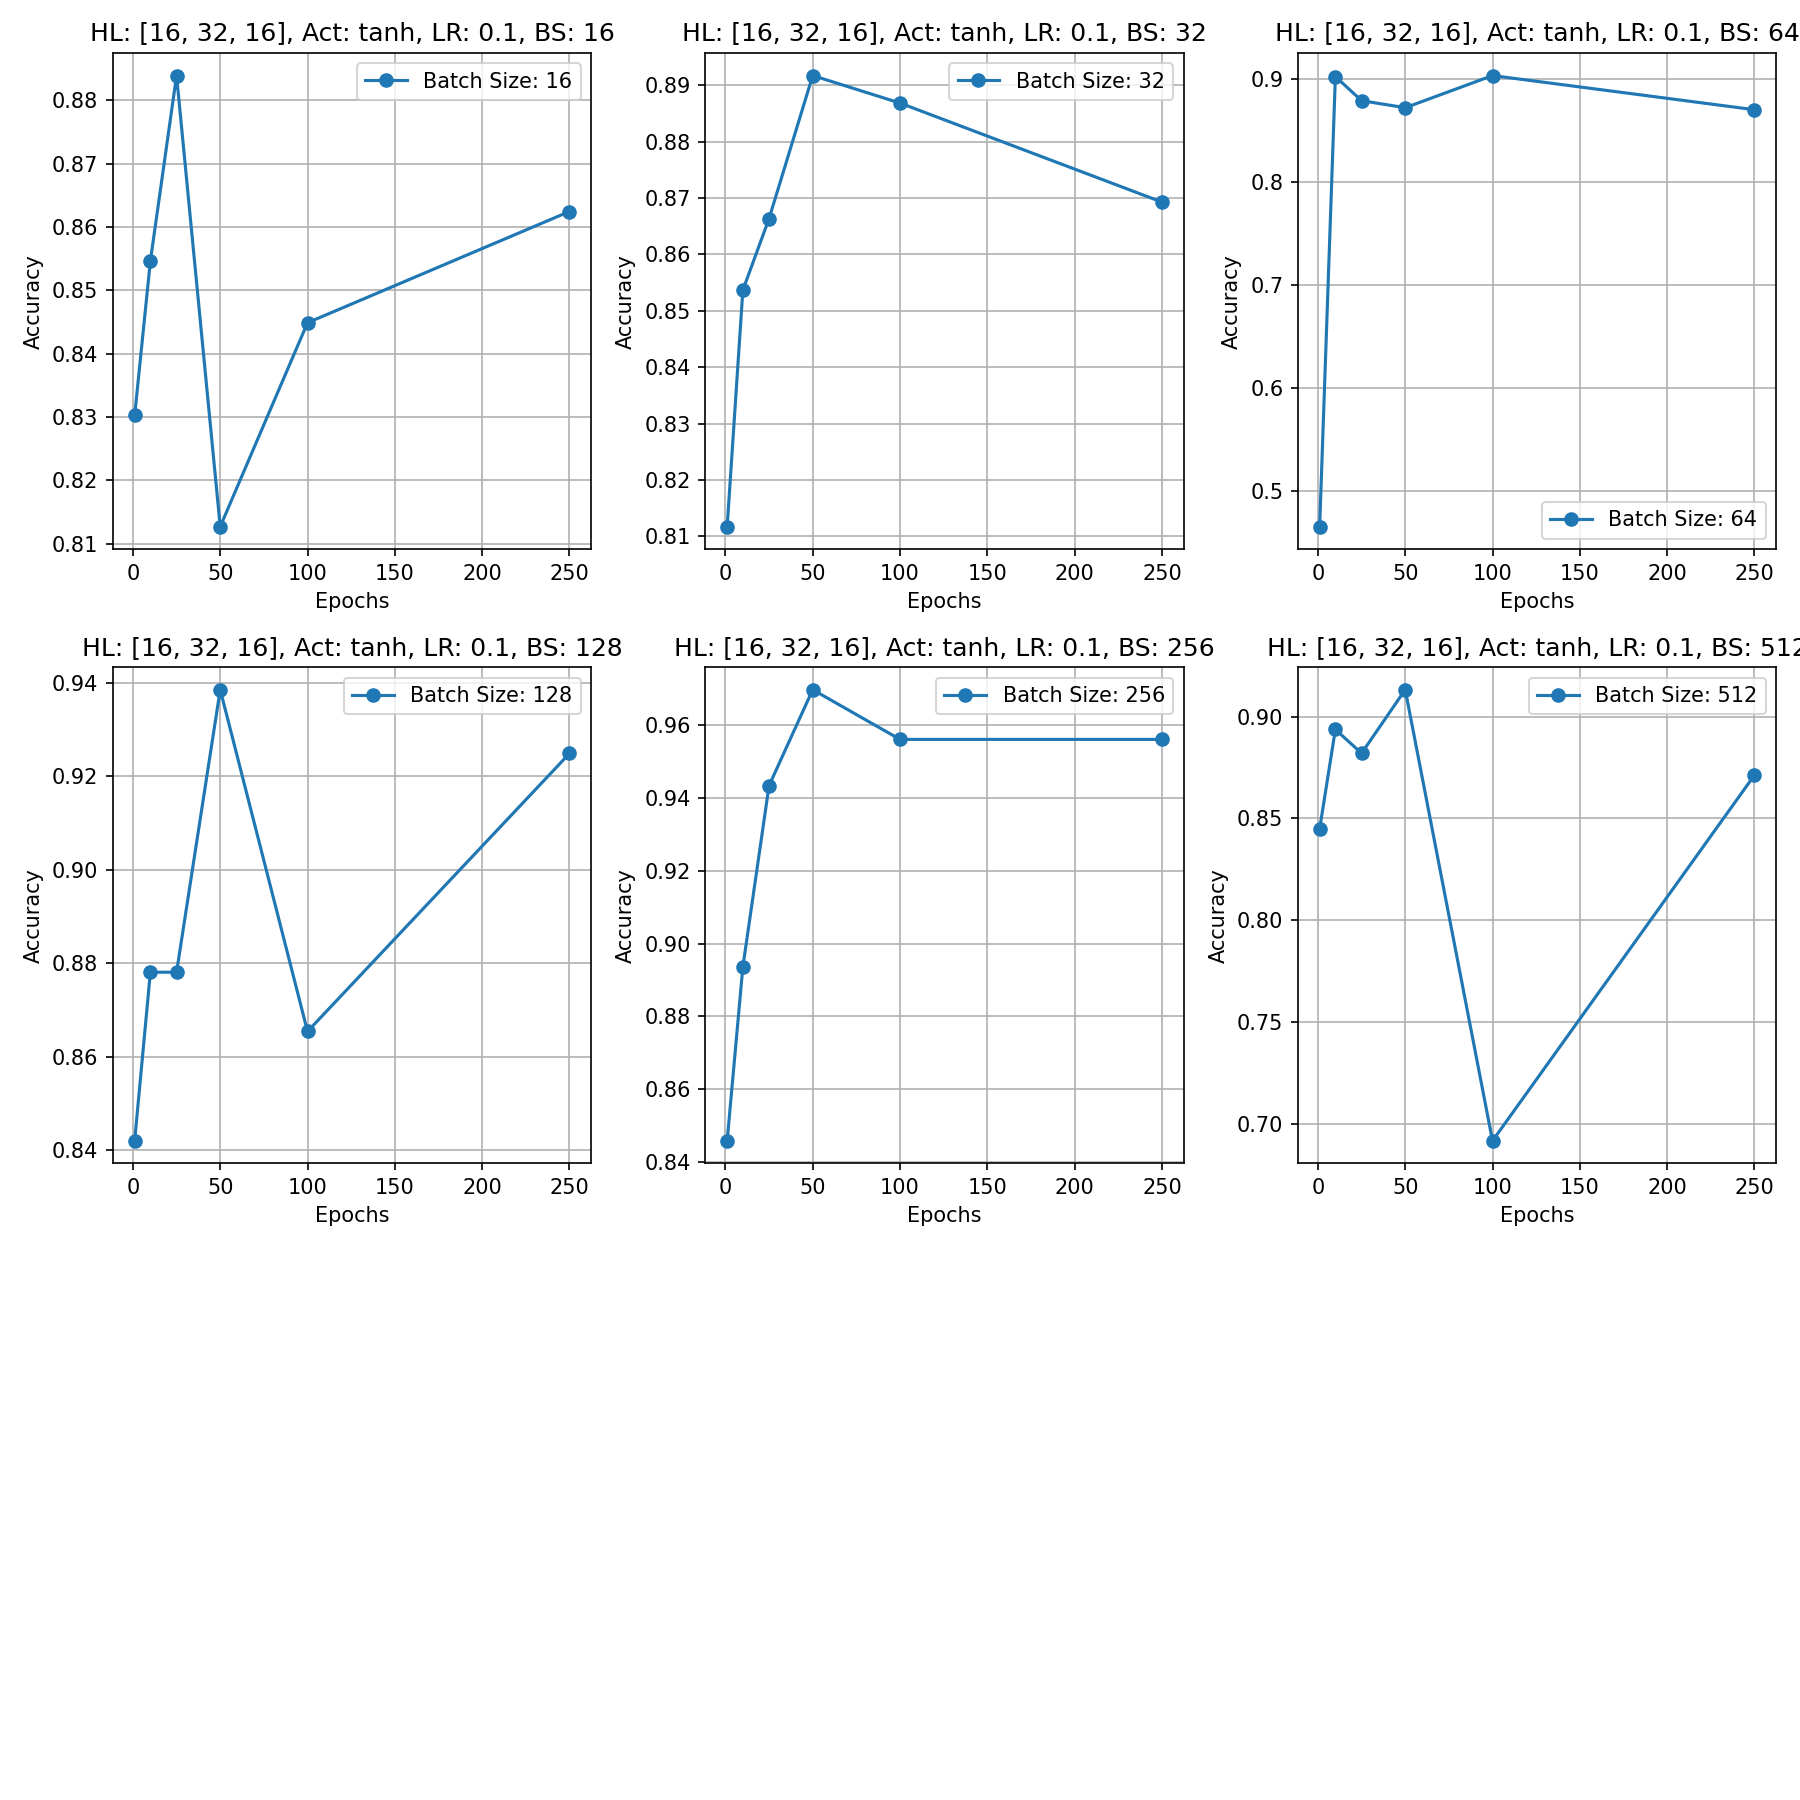 HL: [16, 32, 16], Act: tanh, LR: 0.1, BS: 16
Batch Size: 16
Accuracy
0.88
0.87
0.86
0.85
0.84
0.83
0.82
0.81
0 50 100 150 200 250
Epochs
HL: [16, 32, 16], Act: tanh, LR: 0.1, BS: 32
Batch Size: 32
Accuracy
0.89
0.88
0.87
0.86
0.85
0.84
0.83
0.82
0.81
0 50 100 150 200 250
Epochs
HL: [16, 32, 16], Act: tanh, LR: 0.1, BS: 64
Batch Size: 64
Accuracy
0.9
0.8
0.7
0.6
0.5
0 50 100 150 200 250
Epochs
HL: [16, 32, 16], Act: tanh, LR: 0.1, BS: 128
Batch Size: 128
Accuracy
0.94
0.92
0.90
0.88
0.86
0.84
0 50 100 150 200 250
Epochs
HL: [16, 32, 16], Act: tanh, LR: 0.1, BS: 256
Batch Size: 256
Accuracy
0.96
0.94
0.92
0.90
0.88
0.86
0.84
0 50 100 150 200 250
Epochs
HL: [16, 32, 16], Act: tanh, LR: 0.1, BS: 512
Batch Size: 512
Accuracy
0.90
0.85
0.80
0.75
0.70
0 50 100 150 200 250
Epochs